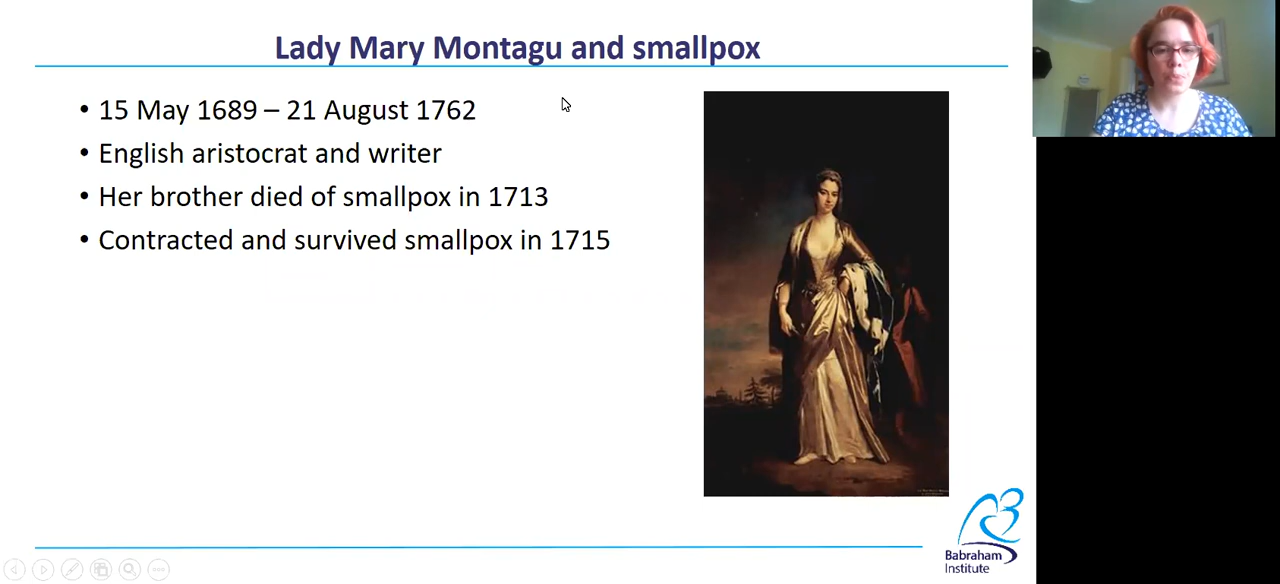 Lady Mary Montagu and smallpox
• 15 May 1689 – 21 August 1762
• English aristocrat and writer
• Her brother died of smallpox in 1713
• Contracted and survived smallpox in 1715
Babraham
Institute